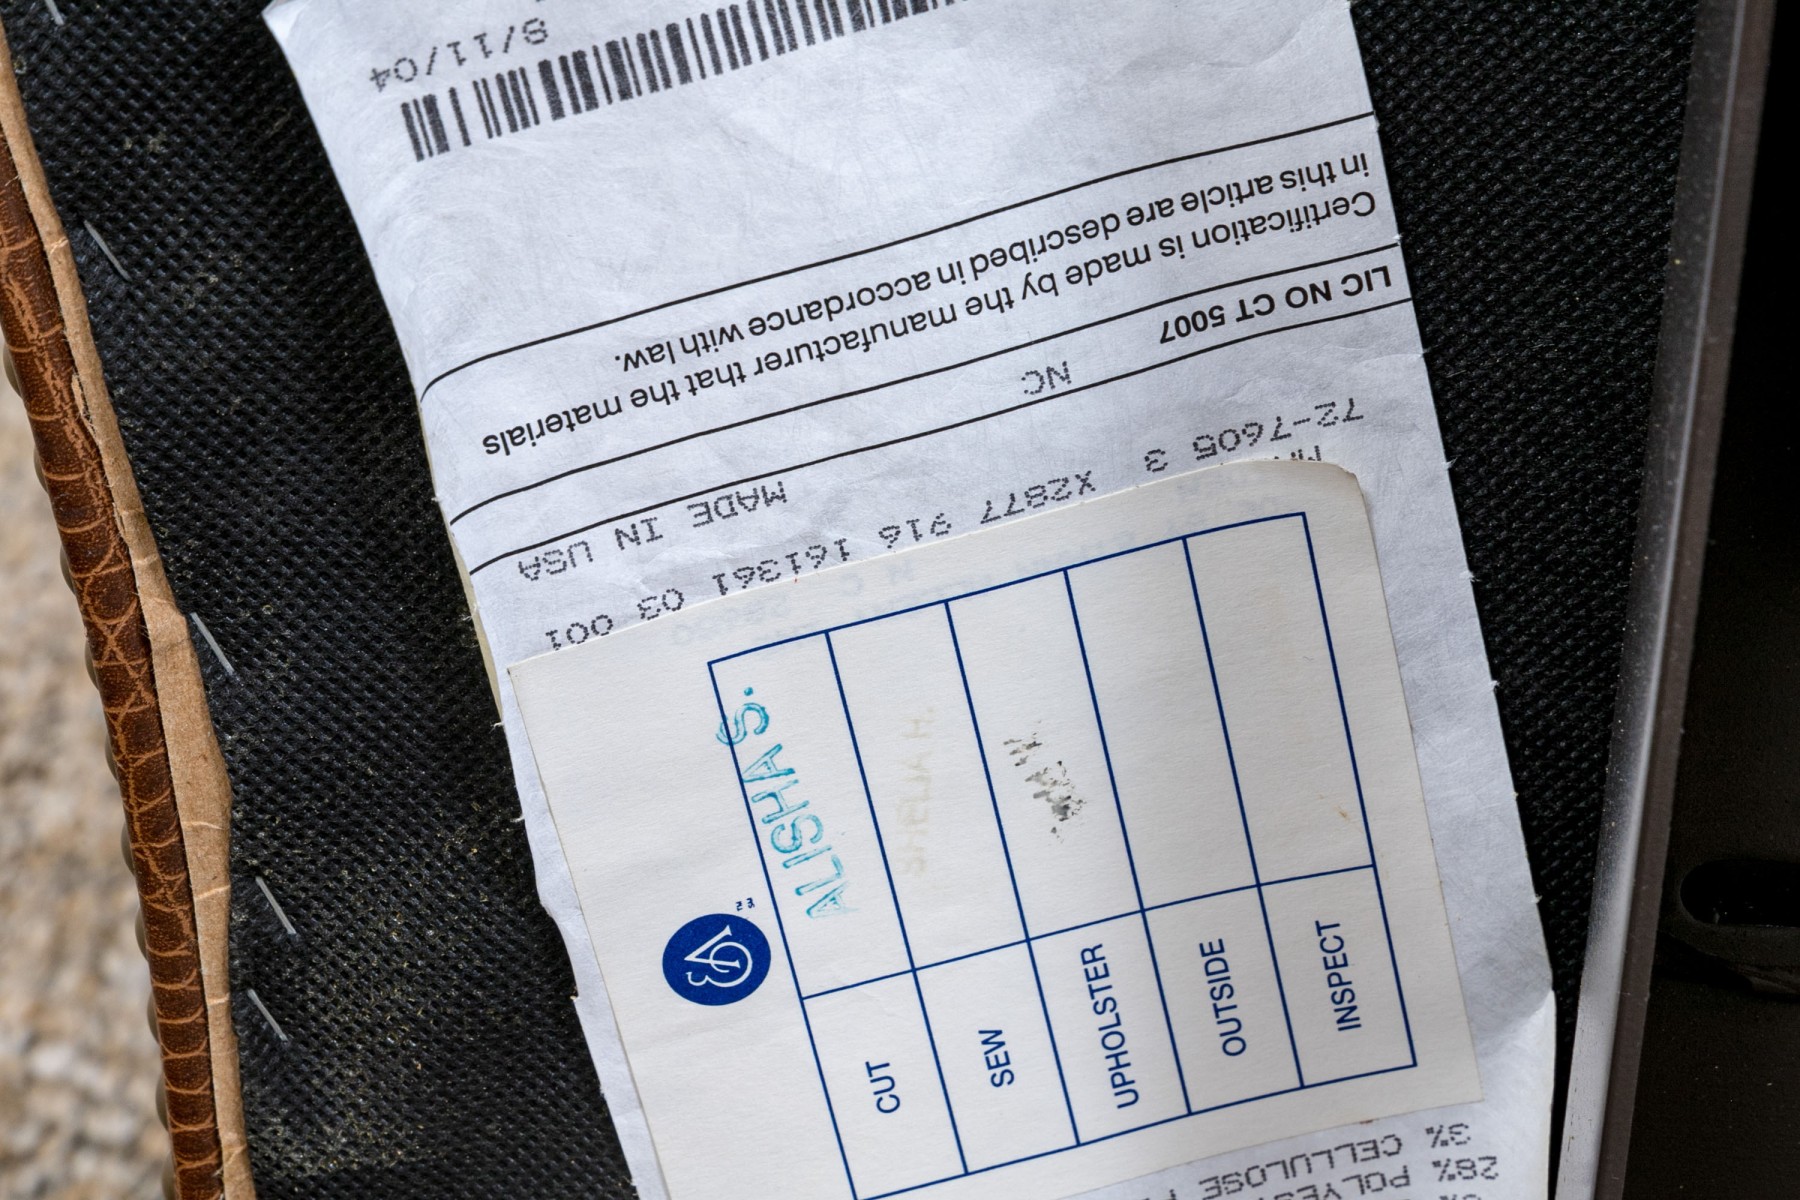 28% POLYES
3% CELLULOSE
CUT ALISHA S.
SEW H.
UPHOLSTER
OUTSIDE
INSPECT
72-7605 3 X2877 916 161361 03 001
NC MADE IN USA
LIC NO CT 5007
Certification is made by the manufacturer that the materials
in this article are described in accordance with law.
8/11/04